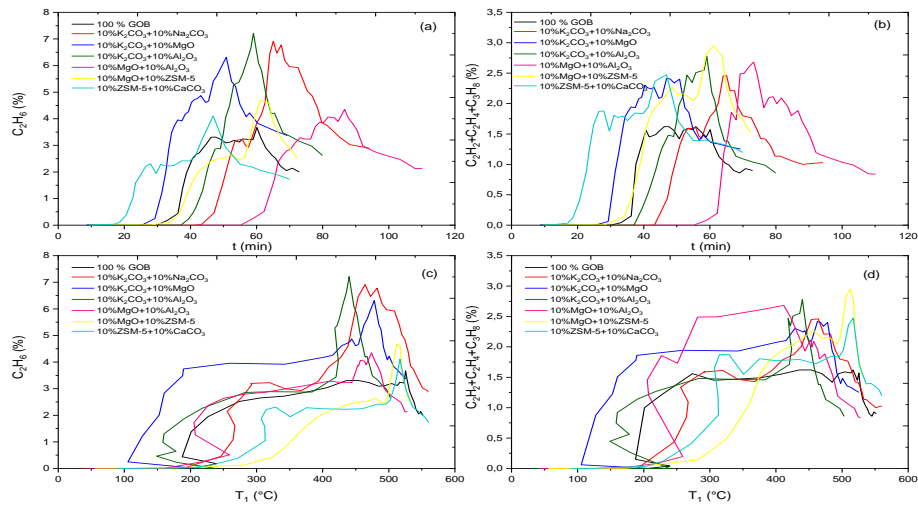 (a)
100 % GOB
10%K₂CO₃+10%Na₂CO₃
10%K₂CO₃+10%MgO
10%K₂CO₃+10%Al₂O₃
10%MgO+10%Al₂O₃
10%MgO+10%ZSM-5
10%ZSM-5+10%CaCO₃
C₂H₆ (%)
8
7
6
5
4
3
2
1
0
0 20 40 60 80 100 120
t (min)
(b)
100 % GOB
10%K₂CO₃+10%Na₂CO₃
10%K₂CO₃+10%MgO
10%K₂CO₃+10%Al₂O₃
10%MgO+10%Al₂O₃
10%MgO+10%ZSM-5
10%ZSM-5+10%CaCO₃
C₂H₂+C₂H₄+C₃H₈ (%)
3,5
3,0
2,5
2,0
1,5
1,0
0,5
0,0
0 20 40 60 80 100 120
t (min)
(c)
100 % GOB
10%K₂CO₃+10%Na₂CO₃
10%K₂CO₃+10%MgO
10%K₂CO₃+10%Al₂O₃
10%MgO+10%Al₂O₃
10%MgO+10%ZSM-5
10%ZSM-5+10%CaCO₃
C₂H₆ (%)
8
7
6
5
4
3
2
1
0
0 100 200 300 400 500 600
T₁ (°C)
(d)
100 % GOB
10%K₂CO₃+10%Na₂CO₃
10%K₂CO₃+10%MgO
10%K₂CO₃+10%Al₂O₃
10%MgO+10%Al₂O₃
10%MgO+10%ZSM-5
10%ZSM-5+10%CaCO₃
C₂H₂+C₂H₄+C₃H₈ (%)
3,5
3,0
2,5
2,0
1,5
1,0
0,5
0,0
0 100 200 300 400 500 600
T₁ (°C)